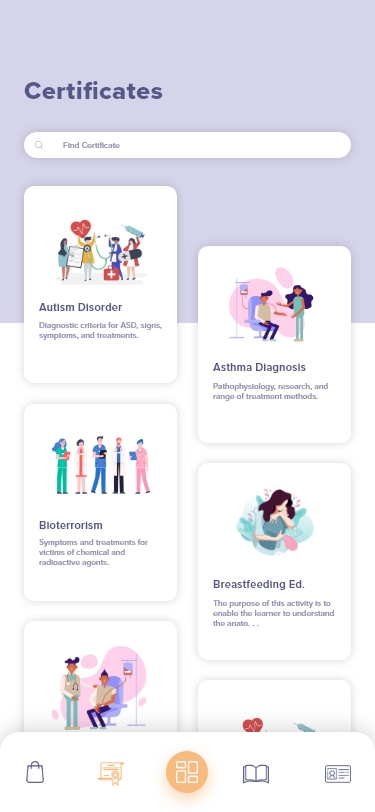 Certificates
Find Certificate
Autism Disorder
Diagnostic criteria for ASD, signs,
symptoms, and treatments.
Asthma Diagnosis
Pathophysiology, research, and
range of treatment methods.
Bioterrorism
Symptoms and treatments for
victims of chemical and
radioactive agents.
Breastfeeding Ed.
The purpose of this activity is to
enable the learner to understand
the anato. . .